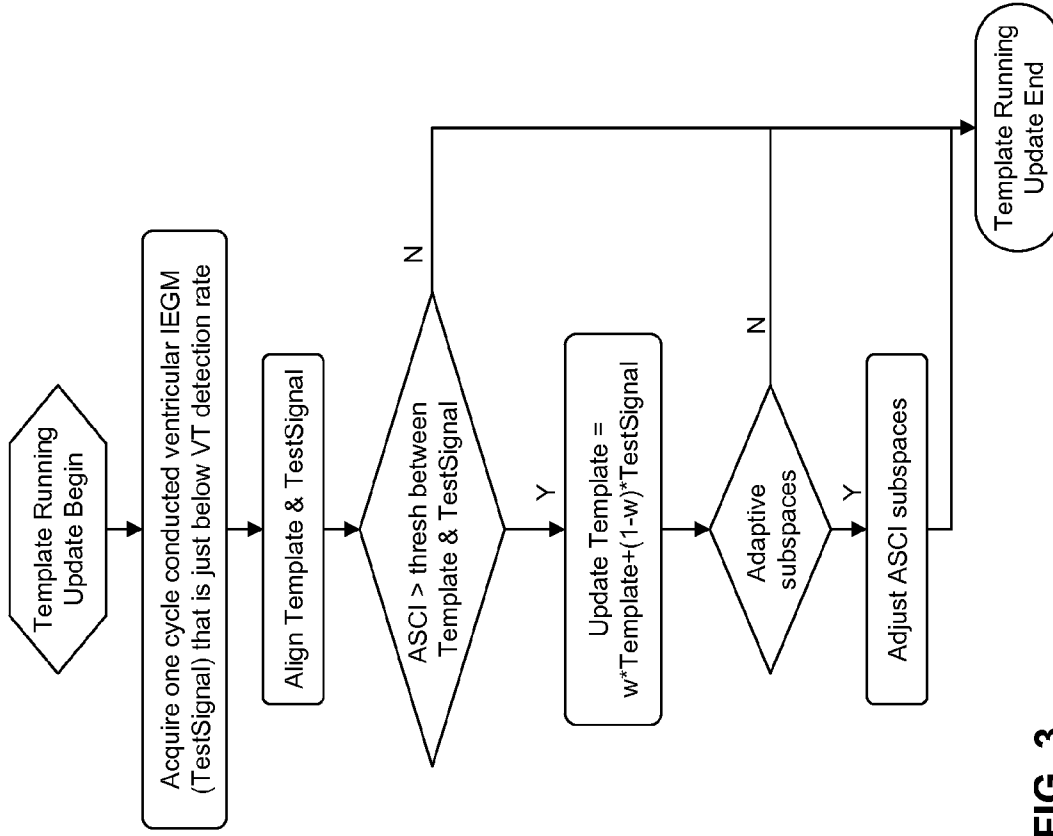 Template Running
Update Begin
Acquire one cycle conducted ventricular IEGM
(TestSignal) that is just below VT detection rate
Align Template & TestSignal
ASCI > thresh between
Template & TestSignal
N
Y
Update Template =
w*Template+(1-w)*TestSignal
Adaptive
subspaces
N
Y
Adjust ASCI subspaces
Template Running
Update End
FIG. 3